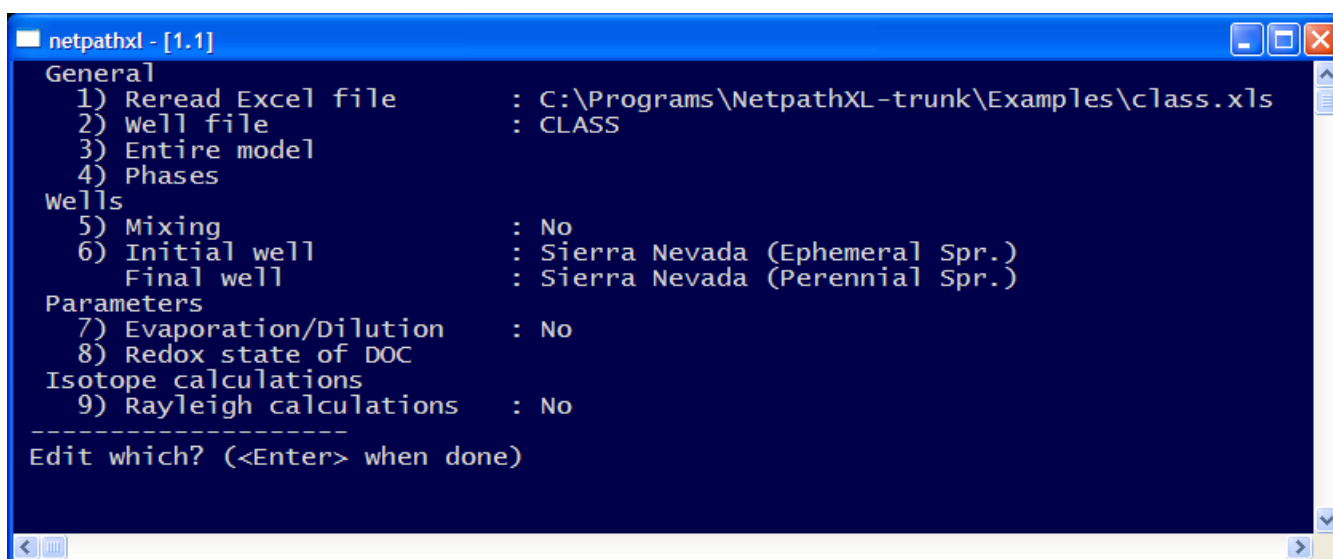 netpathxl - [1.1]
General
1) Reread Excel file : C:\Programs\NetpathXL-trunk\Examples\class.xls
2) Well file : CLASS
3) Entire model
4) Phases
Wells
5) Mixing : No
6) Initial well : Sierra Nevada (Ephemeral Spr.)
Final well : Sierra Nevada (Perennial Spr.)
Parameters
7) Evaporation/Dilution : No
8) Redox state of DOC
Isotope calculations
9) Rayleigh calculations : No
--------------------
Edit which? (<Enter> when done)